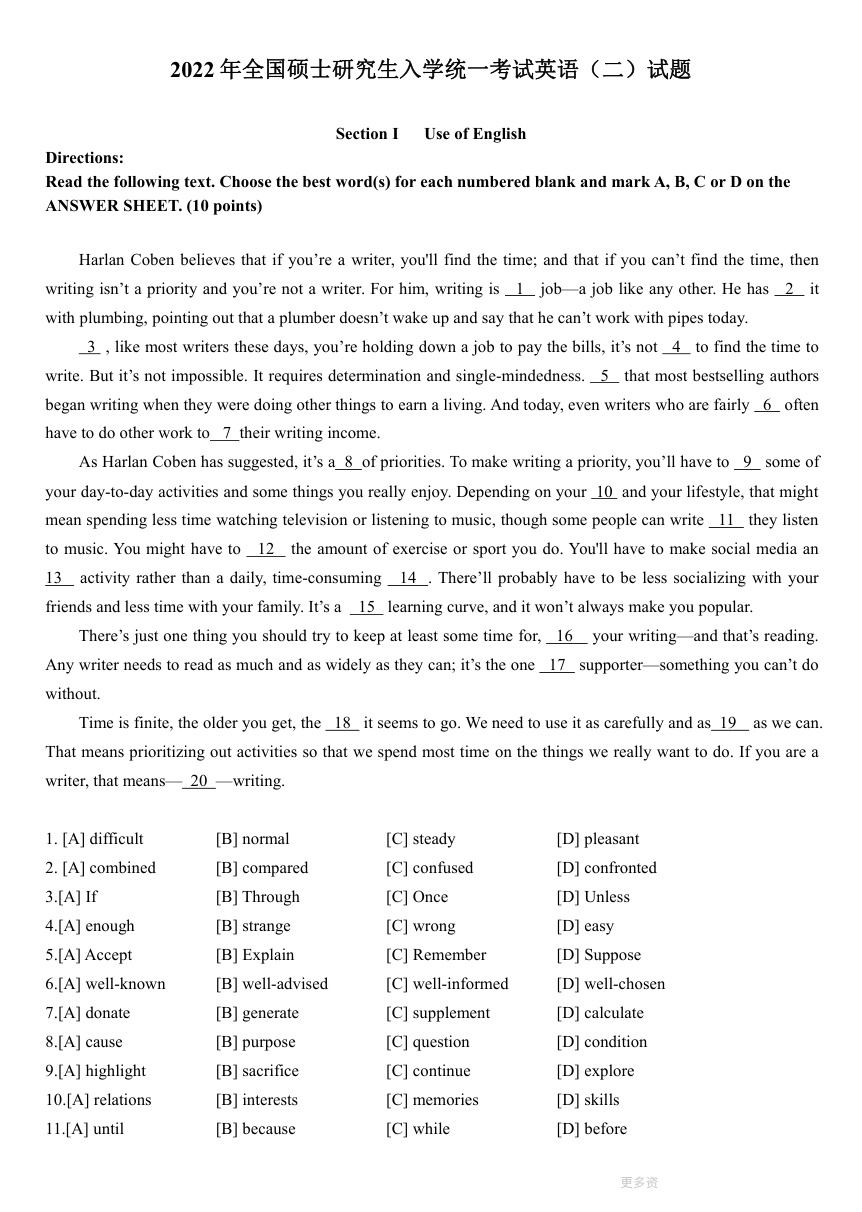 2022 年全国硕士研究生入学统一考试英语（二）试题
Section I Use of English
Directions:
Read the following text. Choose the best word(s) for each numbered blank and mark A, B, C or D on the
ANSWER SHEET. (10 points)
Harlan Coben believes that if you’re a writer, you'll find the time; and that if you can’t find the time, then
writing isn’t a priority and you’re not a writer. For him, writing is 1 job—a job like any other. He has 2 it
with plumbing, pointing out that a plumber doesn’t wake up and say that he can’t work with pipes today.
3 , like most writers these days, you’re holding down a job to pay the bills, it’s not 4 to find the time to
write. But it’s not impossible. It requires determination and single-mindedness. 5 that most bestselling authors
began writing when they were doing other things to earn a living. And today, even writers who are fairly 6 often
have to do other work to 7 their writing income.
As Harlan Coben has suggested, it’s a 8 of priorities. To make writing a priority, you’ll have to 9 some of
your day-to-day activities and some things you really enjoy. Depending on your 10 and your lifestyle, that might
mean spending less time watching television or listening to music, though some people can write 11 they listen
to music. You might have to 12 the amount of exercise or sport you do. You'll have to make social media an
13 activity rather than a daily, time-consuming 14 . There’ll probably have to be less socializing with your
friends and less time with your family. It’s a 15 learning curve, and it won’t always make you popular.
There’s just one thing you should try to keep at least some time for, 16 your writing—and that’s reading.
Any writer needs to read as much and as widely as they can; it’s the one 17 supporter—something you can’t do
without.
Time is finite, the older you get, the 18 it seems to go. We need to use it as carefully and as 19 as we can.
That means prioritizing out activities so that we spend most time on the things we really want to do. If you are a
writer, that means— 20 —writing.
1. [A] difficult [B] normal [C] steady [D] pleasant
2. [A] combined [B] compared [C] confused [D] confronted
3.[A] If [B] Through [C] Once [D] Unless
4.[A] enough [B] strange [C] wrong [D] easy
5.[A] Accept [B] Explain [C] Remember [D] Suppose
6.[A] well-known [B] well-advised [C] well-informed [D] well-chosen
7.[A] donate [B] generate [C] supplement [D] calculate
8.[A] cause [B] purpose [C] question [D] condition
9.[A] highlight [B] sacrifice [C] continue [D] explore
10.[A] relations [B] interests [C] memories [D] skills
11.[A] until [B] because [C] while [D] before
更多资